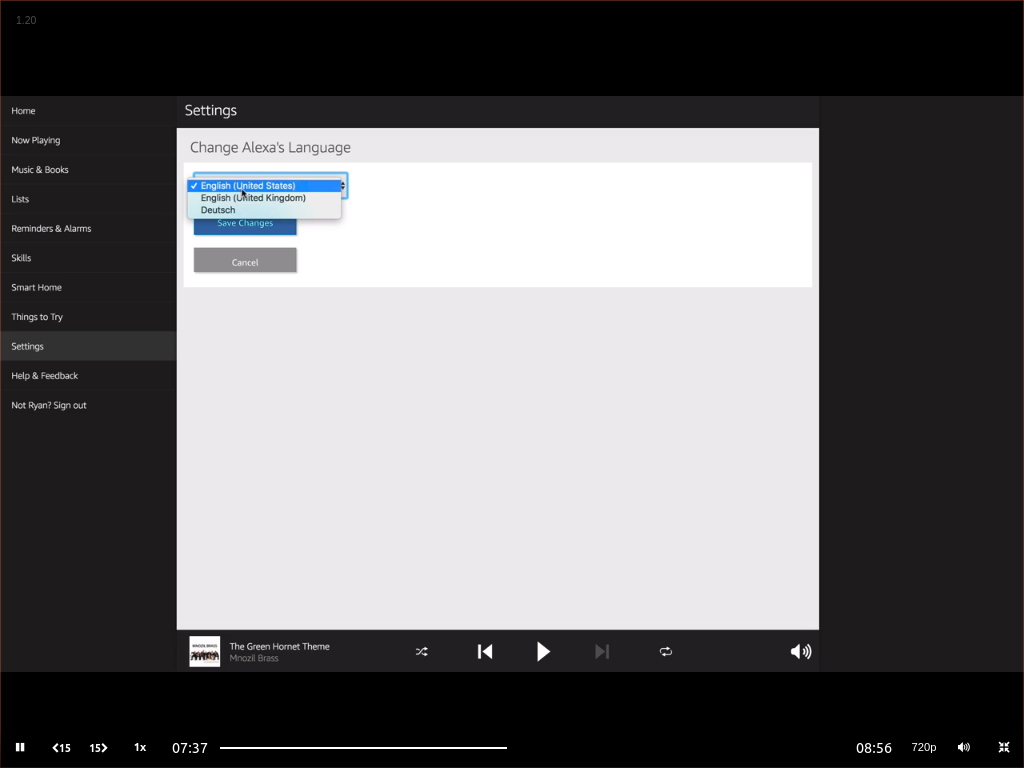 1.20
Home
Now Playing
Music & Books
Lists
Reminders & Alarms
Skills
Smart Home
Things to Try
Settings
Help & Feedback
Not Ryan? Sign out
Settings
Change Alexa's Language
✓ English (United States)
English (United Kingdom)
Deutsch
Save Changes
Cancel
MNOZIL BRASS
The Green Hornet Theme
Mnozil Brass
15 15 1x 07:37 08:56 720p